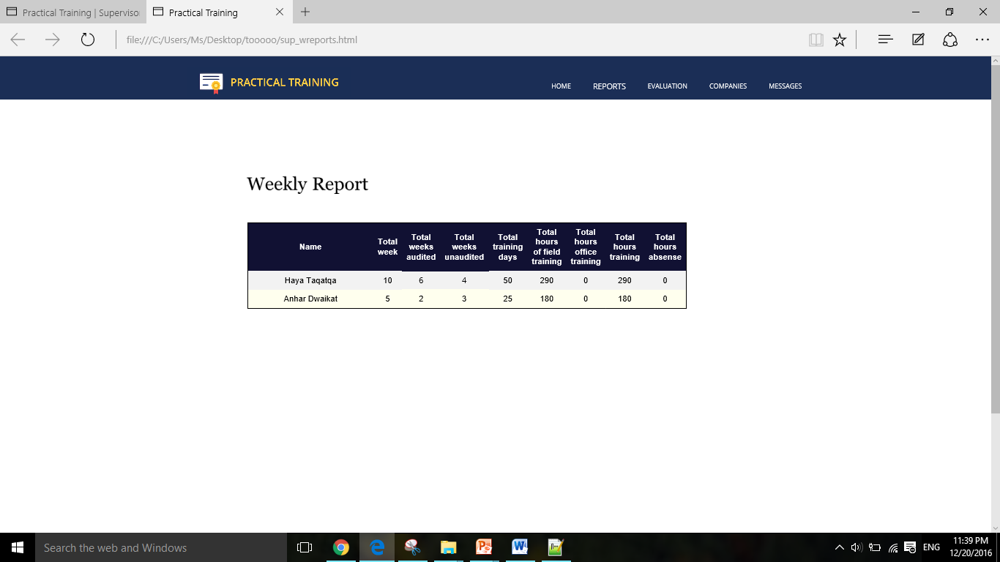 Practical Training | Superviso
Practical Training
file:///C:/Users/Ms/Desktop/tooooo/sup_wreports.html
PRACTICAL TRAINING
HOME REPORTS EVALUATION COMPANIES MESSAGES
Weekly Report
Name Total week Total weeks audited Total weeks unaudited Total training days Total hours of field training Total hours office training Total hours training Total hours absense
Haya Taqatqa 10 6 4 50 290 0 290 0
Anhar Dwaikat 5 2 3 25 180 0 180 0
Search the web and Windows
ENG
11:39 PM
12/20/2016